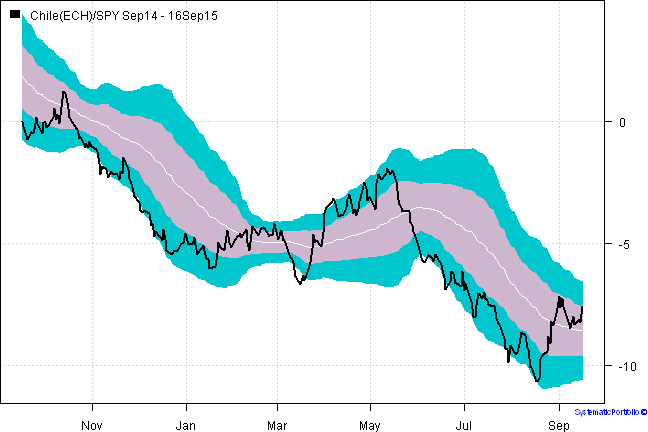 Chile(ECH)/SPY Sep14 - 16Sep15
0
-5
-10
Nov Jan Mar May Jul Sep
SystematicPortfolio ©